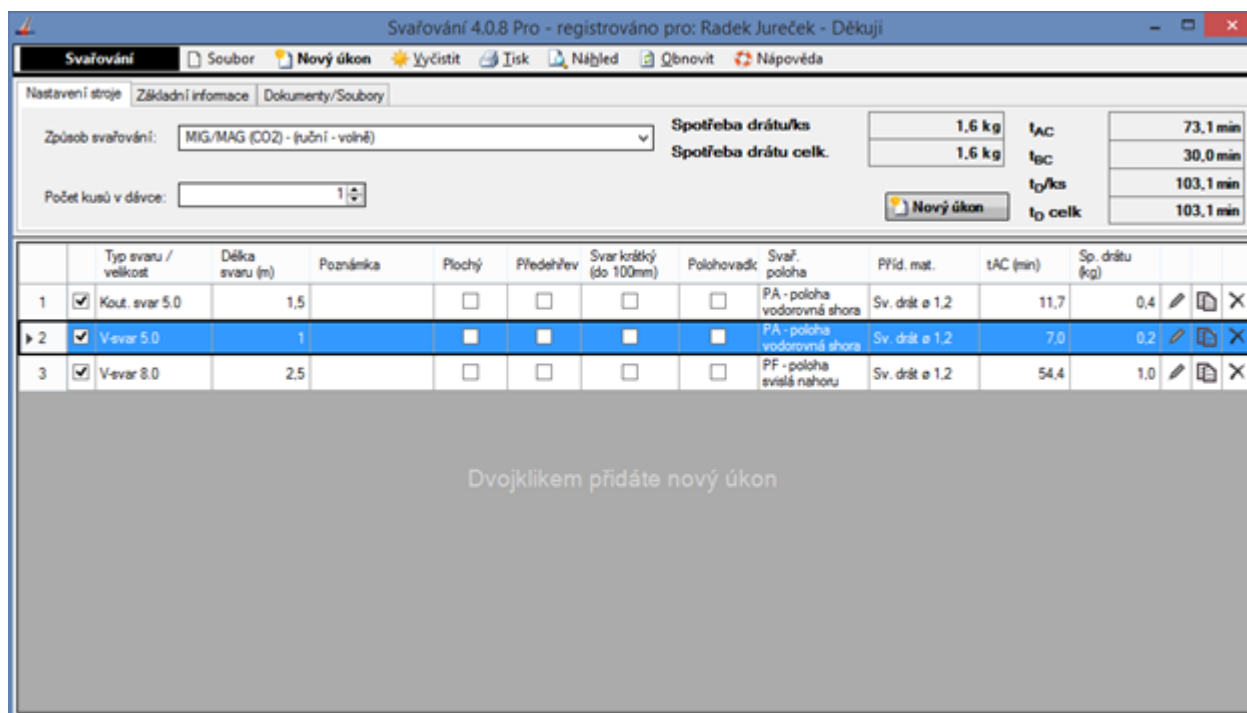 Svařování 4.0.8 Pro - registrováno pro: Radek Jureček - Děkuji
Svařování Soubor Nový úkon Vyčistit Tisk Náhled Obnovit Nápověda
Nastavení stroje Základní informace Dokumenty/Soubory
Způsob svařování: MIG/MAG (CO2) - (ruční - volně) Spotřeba drátu/ks 1,6 kg tAC 73,1 min
Spotřeba drátu celk. 1,6 kg tBC 30,0 min
Počet kusů v dávce: 1 Nový úkon tD/ks 103,1 min
tD celk 103,1 min
Typ svaru / velikost Délka svaru (m) Poznámka Plochý Předehřev Svar krátký (do 100mm) Polohovadlo Svař. poloha Příd. mat. tAC (min) Sp. drátu (kg)
1 Kout. svar 5.0 1,5 PA - poloha vodorovná shora Sv. drát ø 1,2 11,7 0,4
2 V-svar 5.0 1 PA - poloha vodorovná shora Sv. drát ø 1,2 7,0 0,2
3 V-svar 8.0 2,5 PF - poloha svislá nahoru Sv. drát ø 1,2 54,4 1,0
Dvojklikem přidáte nový úkon